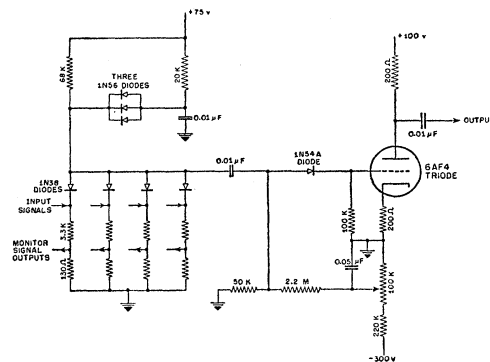 +75 v
+100 v
68 K
THREE
1N56 DIODES
20 K
0.01 μF
200 Ω
OUTPUT
0.01 μF
0.01 μF
1N54A
DIODE
6AF4
TRIODE
1N38
DIODES
INPUT
SIGNALS
3.3 K
MONITOR
SIGNAL OUTPUTS
130 Ω
100 K
200 Ω
0.05 μF
50 K
2.2 M
100 K
220 K
-300 v